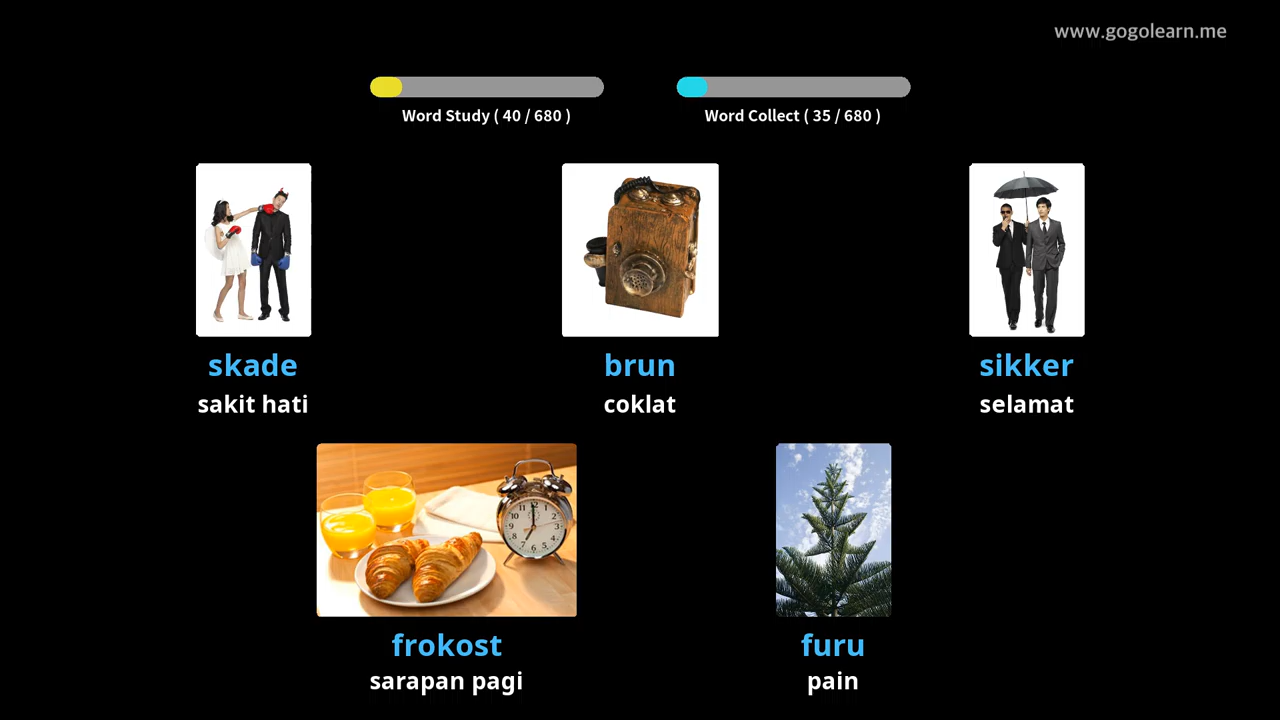 www.gogolearn.me
Word Study ( 40 / 680 )
Word Collect ( 35 / 680 )
skade
sakit hati
brun
coklat
sikker
selamat
frokost
sarapan pagi
furu
pain